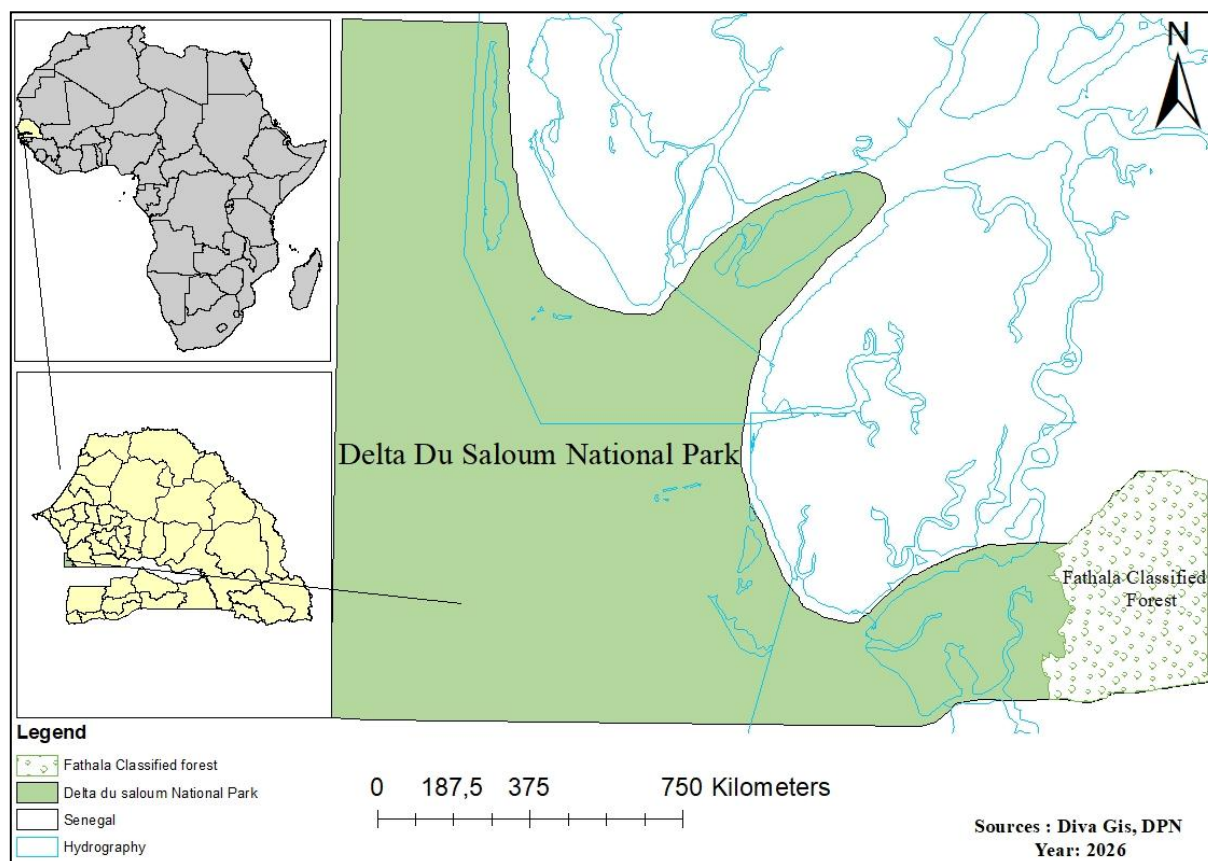 N
Delta Du Saloum National Park
Fathala Classified
Forest
Legend
Fathala Classified forest
Delta du saloum National Park
Senegal
Hydrography
0 187,5 375 750 Kilometers
Sources : Diva Gis, DPN
Year: 2026